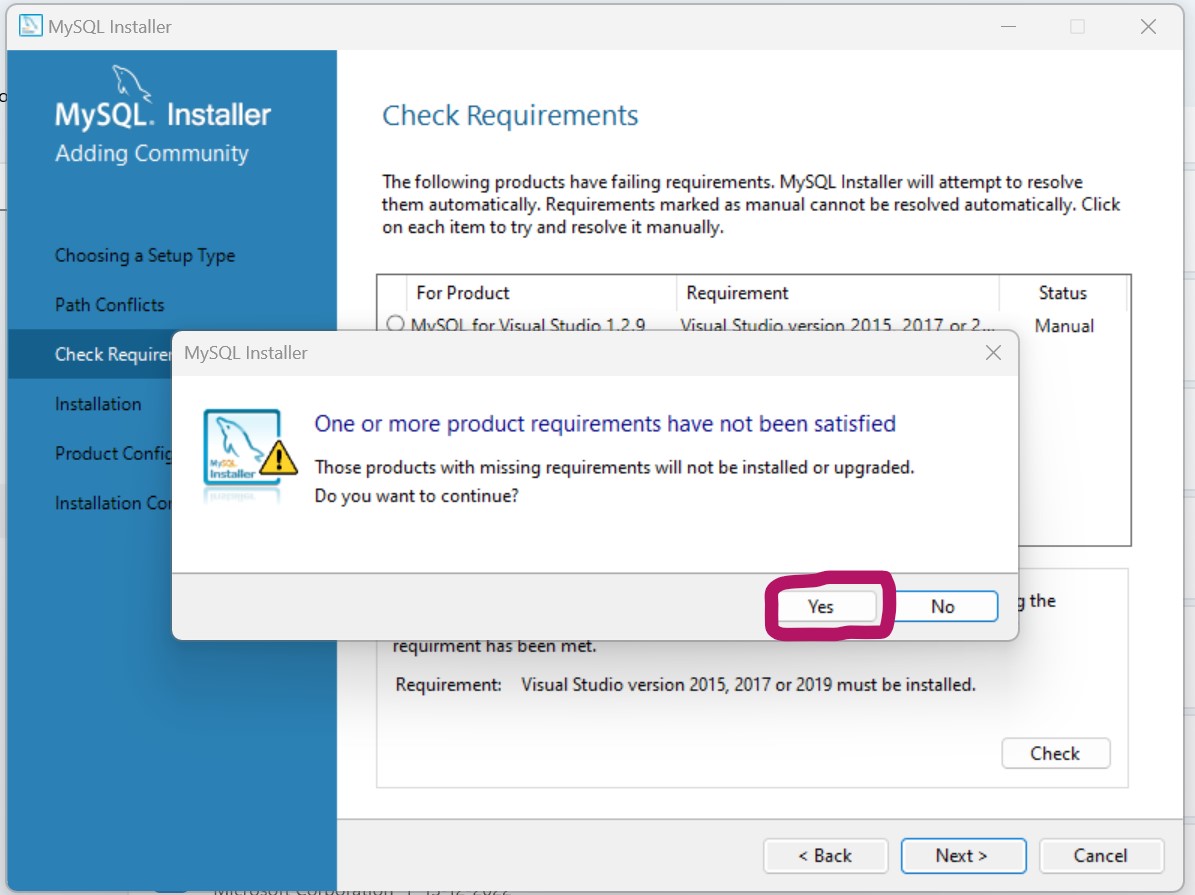 MySQL Installer
MySQL. Installer
Adding Community
Choosing a Setup Type
Path Conflicts
Check Requirem
Installation
Product Config
Installation Co
Check Requirements
The following products have failing requirements. MySQL Installer will attempt to resolve
them automatically. Requirements marked as manual cannot be resolved automatically. Click
on each item to try and resolve it manually.
For Product Requirement Status
MySQL for Visual Studio 1.2.9 Visual Studio version 2015, 2017 or 2... Manual
MySQL Installer
MySQL
Installer
One or more product requirements have not been satisfied
Those products with missing requirements will not be installed or upgraded.
Do you want to continue?
Yes No
the
requirment has been met.
Requirement: Visual Studio version 2015, 2017 or 2019 must be installed.
Check
< Back Next > Cancel
Microsoft Corporation